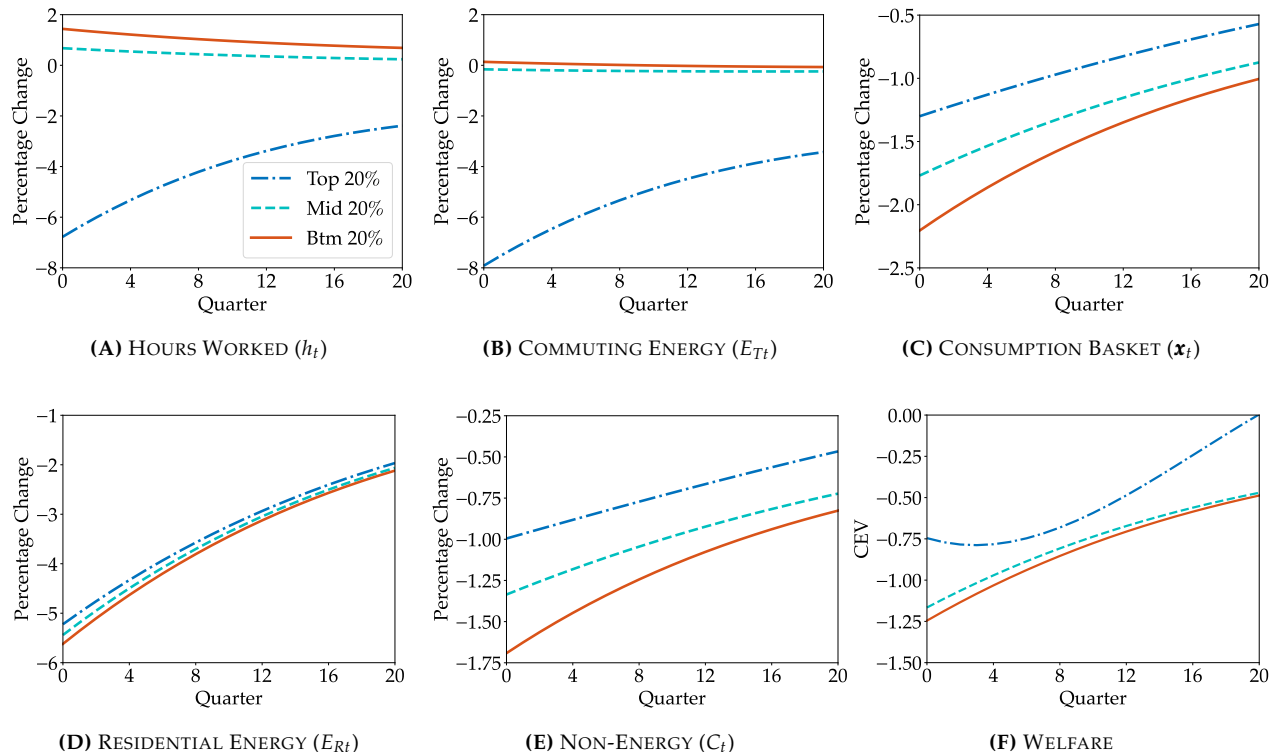 2
0
−2
−4
−6
−8
Percentage Change
0 4 8 12 16 20
Quarter
Top 20%
Mid 20%
Btm 20%
(A) HOURS WORKED (h_t)
2
0
−2
−4
−6
−8
Percentage Change
0 4 8 12 16 20
Quarter
(B) COMMUTING ENERGY (E_{Tt})
−0.5
−1.0
−1.5
−2.0
−2.5
Percentage Change
0 4 8 12 16 20
Quarter
(C) CONSUMPTION BASKET (x_t)
−1
−2
−3
−4
−5
−6
Percentage Change
0 4 8 12 16 20
Quarter
(D) RESIDENTIAL ENERGY (E_{Rt})
−0.25
−0.50
−0.75
−1.00
−1.25
−1.50
−1.75
Percentage Change
0 4 8 12 16 20
Quarter
(E) NON-ENERGY (C_t)
0.00
−0.25
−0.50
−0.75
−1.00
−1.25
−1.50
CEV
0 4 8 12 16 20
Quarter
(F) WELFARE